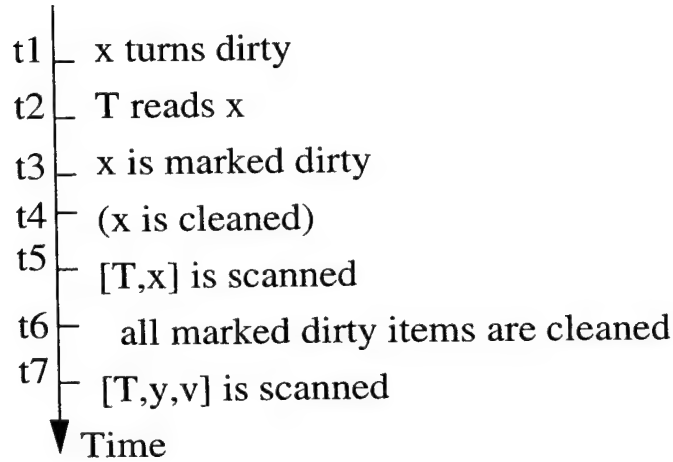 t1 x turns dirty
t2 T reads x
t3 x is marked dirty
t4 (x is cleaned)
t5 [T,x] is scanned
t6 all marked dirty items are cleaned
t7 [T,y,v] is scanned
Time